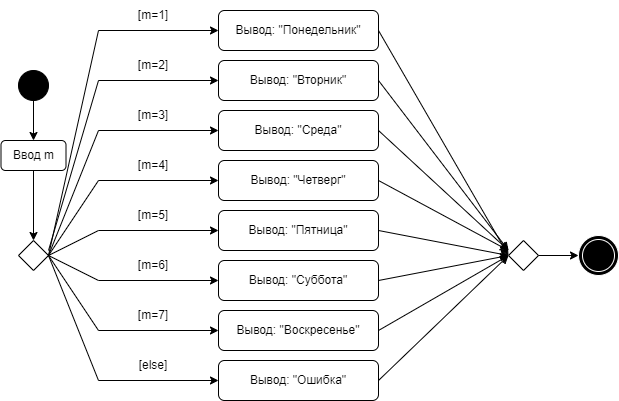 [m=1]
Вывод: "Понедельник"
[m=2]
Вывод: "Вторник"
[m=3]
Вывод: "Среда"
Ввод m
[m=4]
Вывод: "Четверг"
[m=5]
Вывод: "Пятница"
[m=6]
Вывод: "Суббота"
[m=7]
Вывод: "Воскресенье"
[else]
Вывод: "Ошибка"